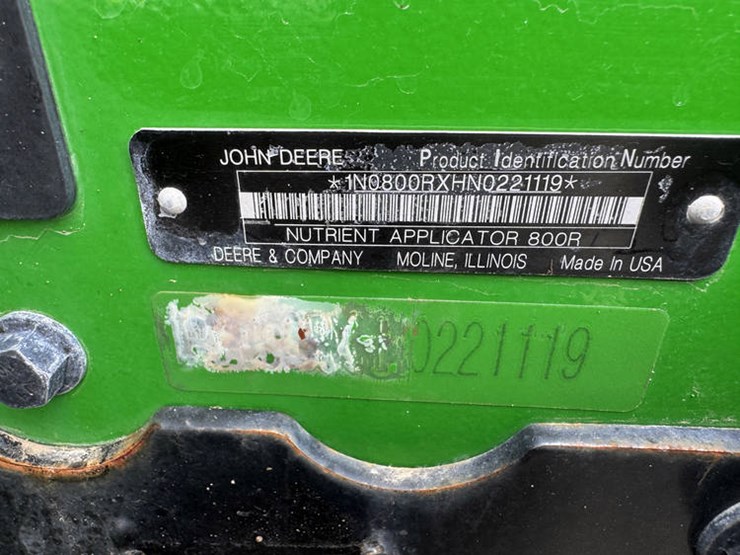 JOHN DEERE Product Identification Number
*1N0800RXHN0221119*
NUTRIENT APPLICATOR 800R
DEERE & COMPANY MOLINE, ILLINOIS Made In USA
0221119